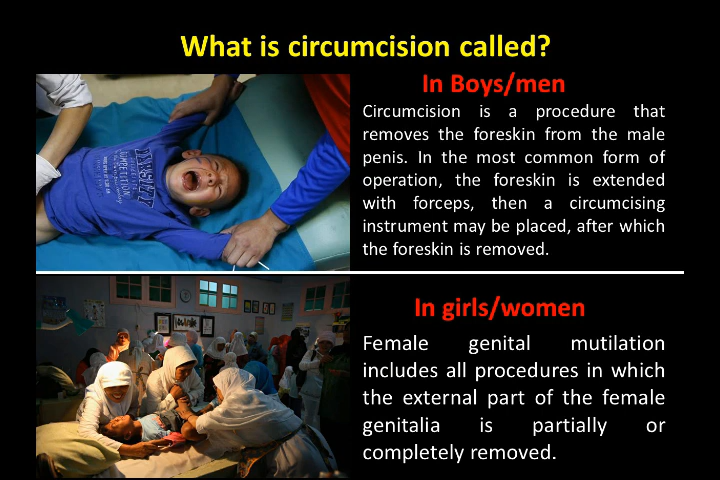 What is circumcision called?
In Boys/men
Circumcision is a procedure that
removes the foreskin from the male
penis. In the most common form of
operation, the foreskin is extended
with forceps, then a circumcising
instrument may be placed, after which
the foreskin is removed.
VARSITY
COMPETITION
In girls/women
Female genital mutilation
includes all procedures in which
the external part of the female
genitalia is partially or
completely removed.